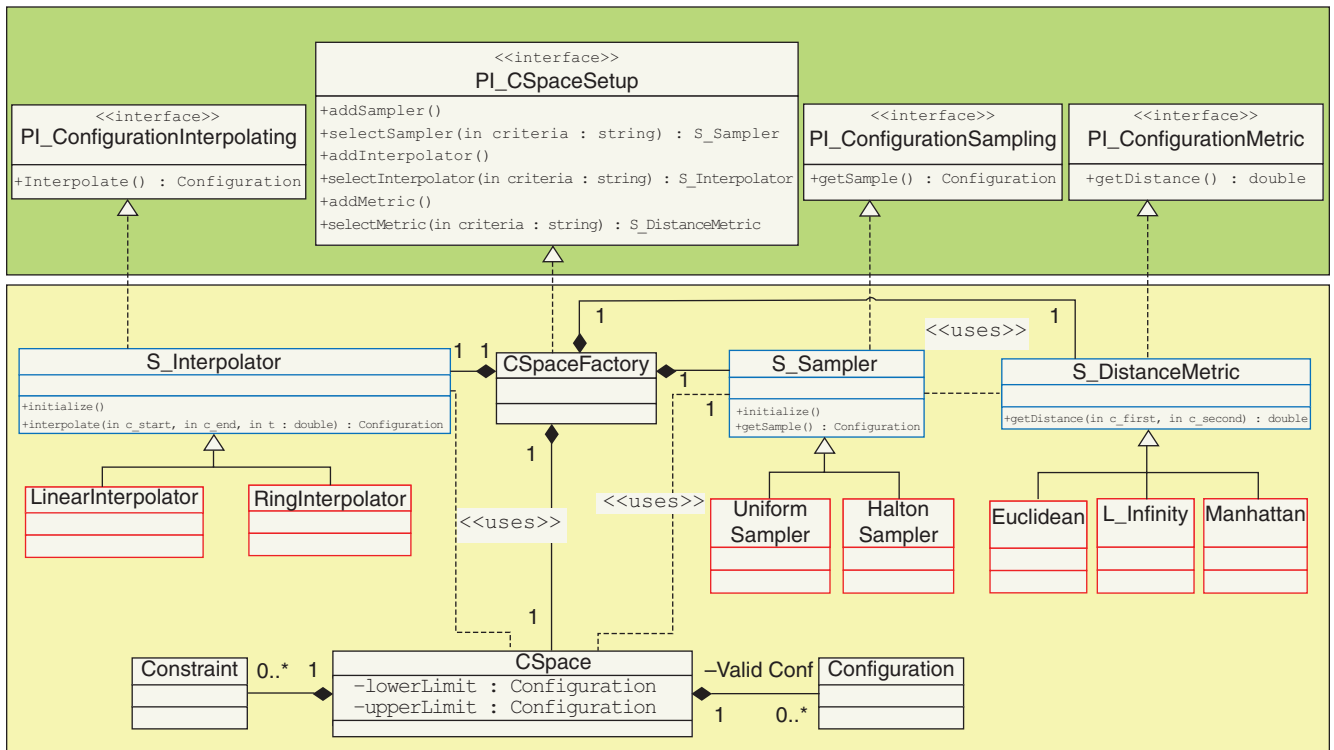 <<interface>>
PI_ConfigurationInterpolating
+Interpolate() : Configuration
<<interface>>
PI_CSpaceSetup
+addSampler()
+selectSampler(in criteria : string) : S_Sampler
+addInterpolator()
+selectInterpolator(in criteria : string) : S_Interpolator
+addMetric()
+selectMetric(in criteria : string) : S_DistanceMetric
<<interface>>
PI_ConfigurationSampling
+getSample() : Configuration
<<interface>>
PI_ConfigurationMetric
+getDistance() : double
S_Interpolator
+initialize()
+interpolate(in c_start, in c_end, in t : double) : Configuration
1
1
CSpaceFactory
1
1
<<uses>>
1
1
S_Sampler
+initialize()
+getSample() : Configuration
S_DistanceMetric
+getDistance(in c_first, in c_second) : double
LinearInterpolator
RingInterpolator
<<uses>>
<<uses>>
Uniform
Sampler
Halton
Sampler
Euclidean
L_Infinity
Manhattan
1
Constraint
0..*
1
CSpace
–lowerLimit : Configuration
–upperLimit : Configuration
–Valid Conf
1
0..*
Configuration